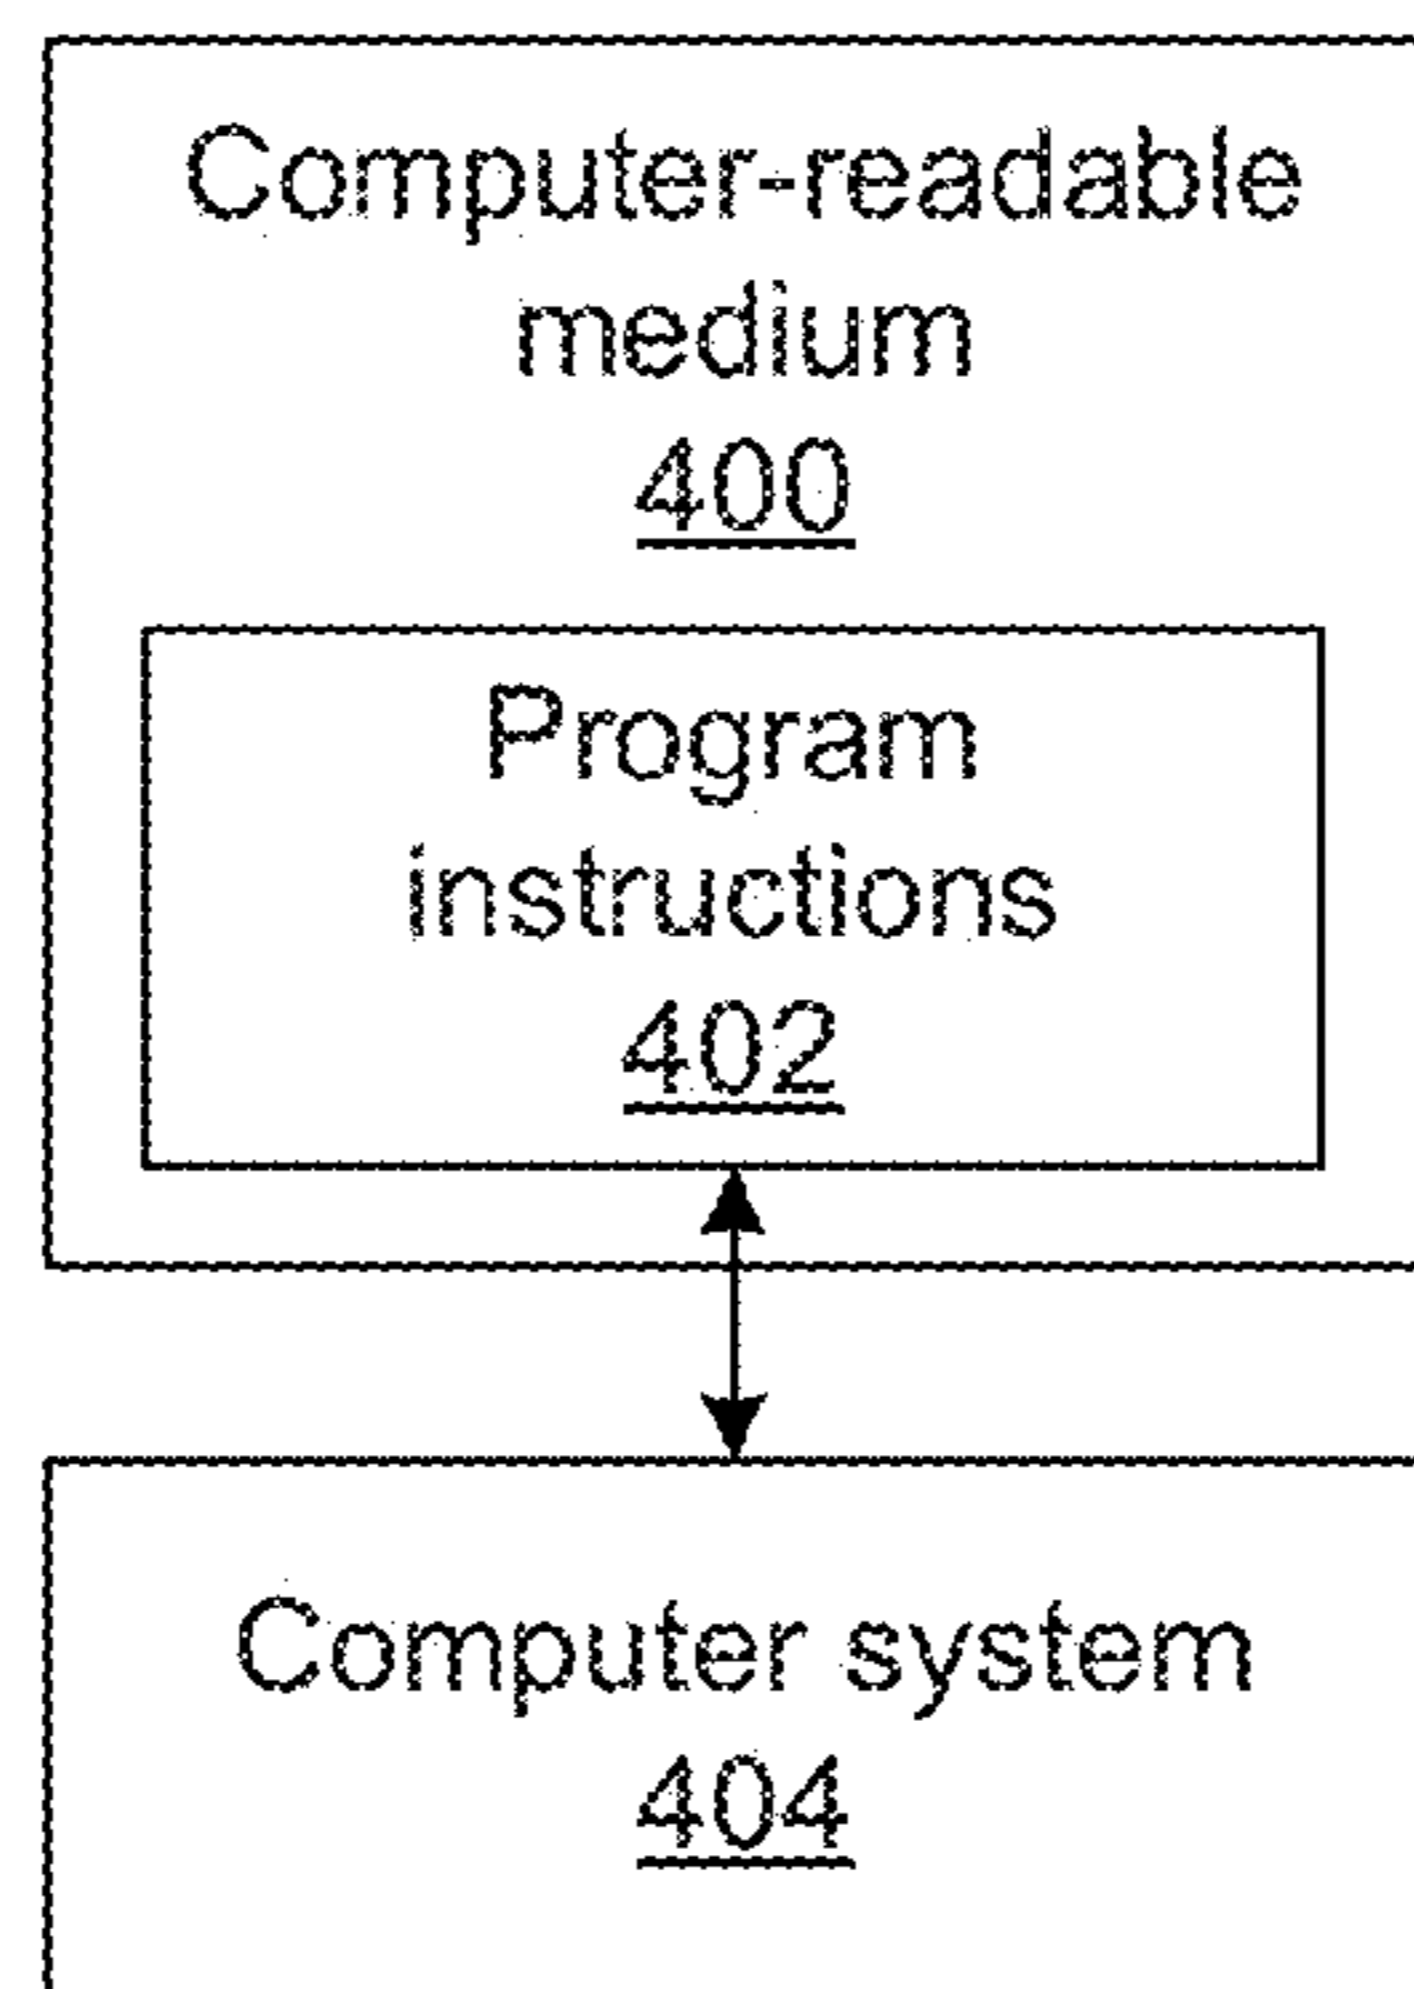 Computer-readable
medium
400
Program
instructions
402
Computer system
404